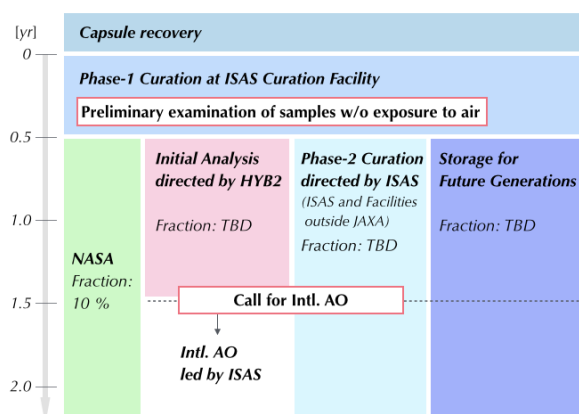 [yr]
Capsule recovery
0
Phase-1 Curation at ISAS Curation Facility
Preliminary examination of samples w/o exposure to air
0.5
Initial Analysis
directed by HYB2
Fraction: TBD
Phase-2 Curation
directed by ISAS
(ISAS and Facilities
outside JAXA)
Fraction: TBD
Storage for
Future Generations
Fraction: TBD
1.0
NASA
Fraction:
10 %
1.5
Call for Intl. AO
Intl. AO
led by ISAS
2.0